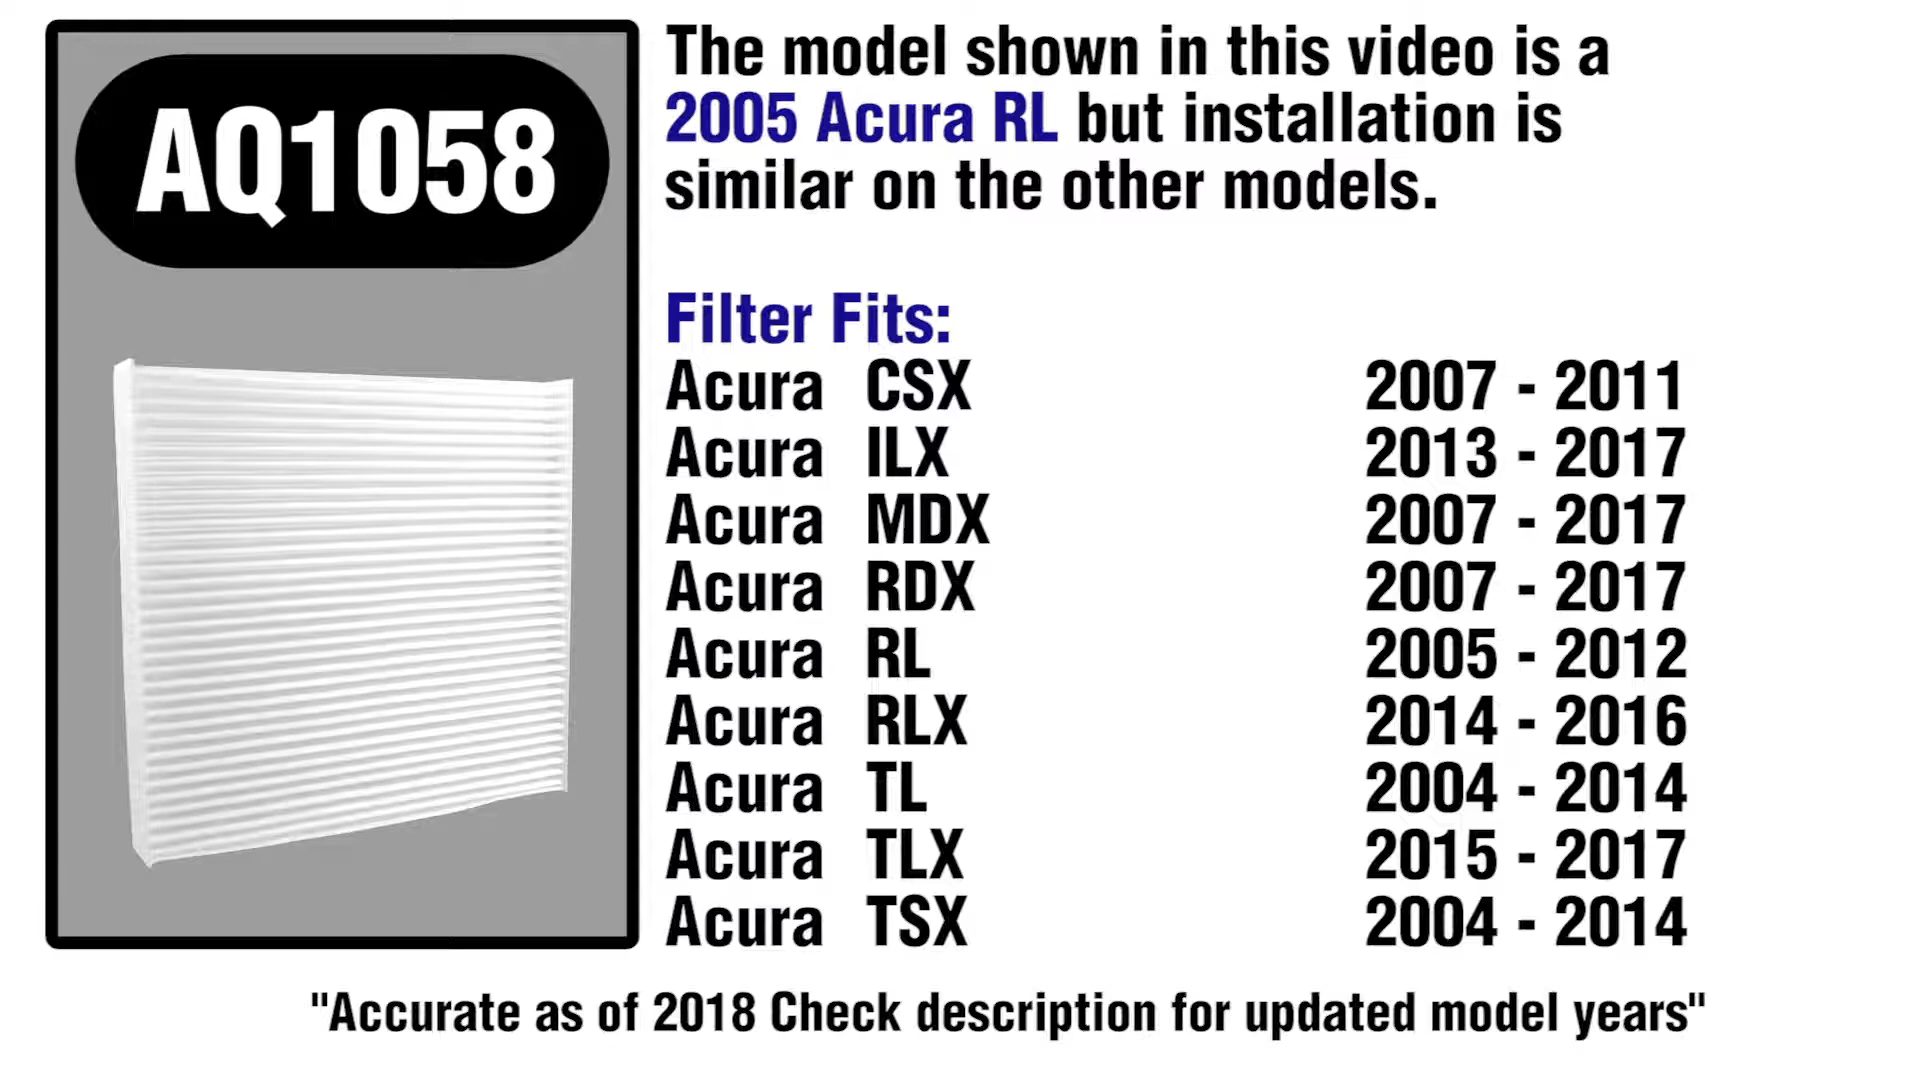 AQ1058
The model shown in this video is a
2005 Acura RL but installation is
similar on the other models.
Filter Fits:
Acura CSX 2007 - 2011
Acura ILX 2013 - 2017
Acura MDX 2007 - 2017
Acura RDX 2007 - 2017
Acura RL 2005 - 2012
Acura RLX 2014 - 2016
Acura TL 2004 - 2014
Acura TLX 2015 - 2017
Acura TSX 2004 - 2014
"Accurate as of 2018 Check description for updated model years"